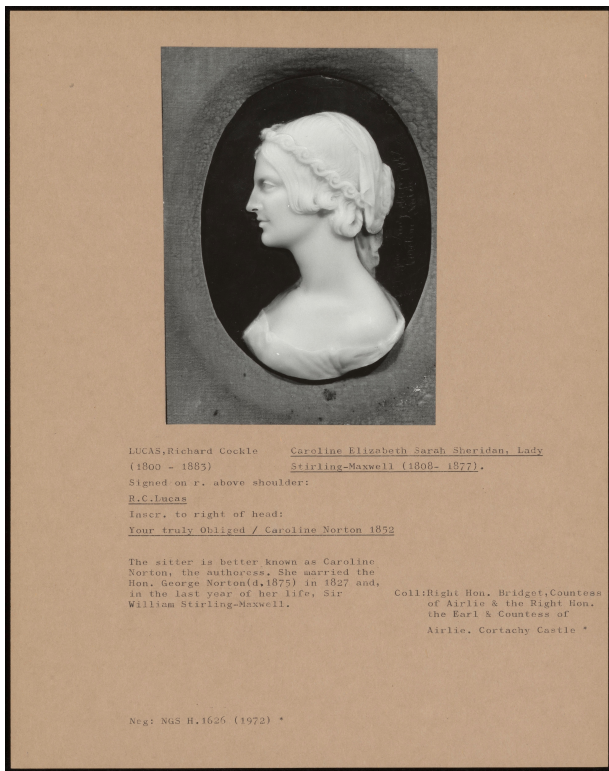 LUCAS,Richard Cockle
(1800 - 1883)
Caroline Elizabeth Sarah Sheridan, Lady
Stirling-Maxwell (1808- 1877).
Signed on r. above shoulder:
R.C.Lucas
Inscr. to right of head:
Your truly Obliged / Caroline Norton 1852
The sitter is better known as Caroline
Norton, the authoress. She married the
Hon. George Norton(d.1875) in 1827 and,
in the last year of her life, Sir
William Stirling-Maxwell.
Coll:Right Hon. Bridget,Countess
of Airlie & the Right Hon.
the Earl & Countess of
Airlie. Cortachy Castle *
Neg: NGS H.1626 (1972) *